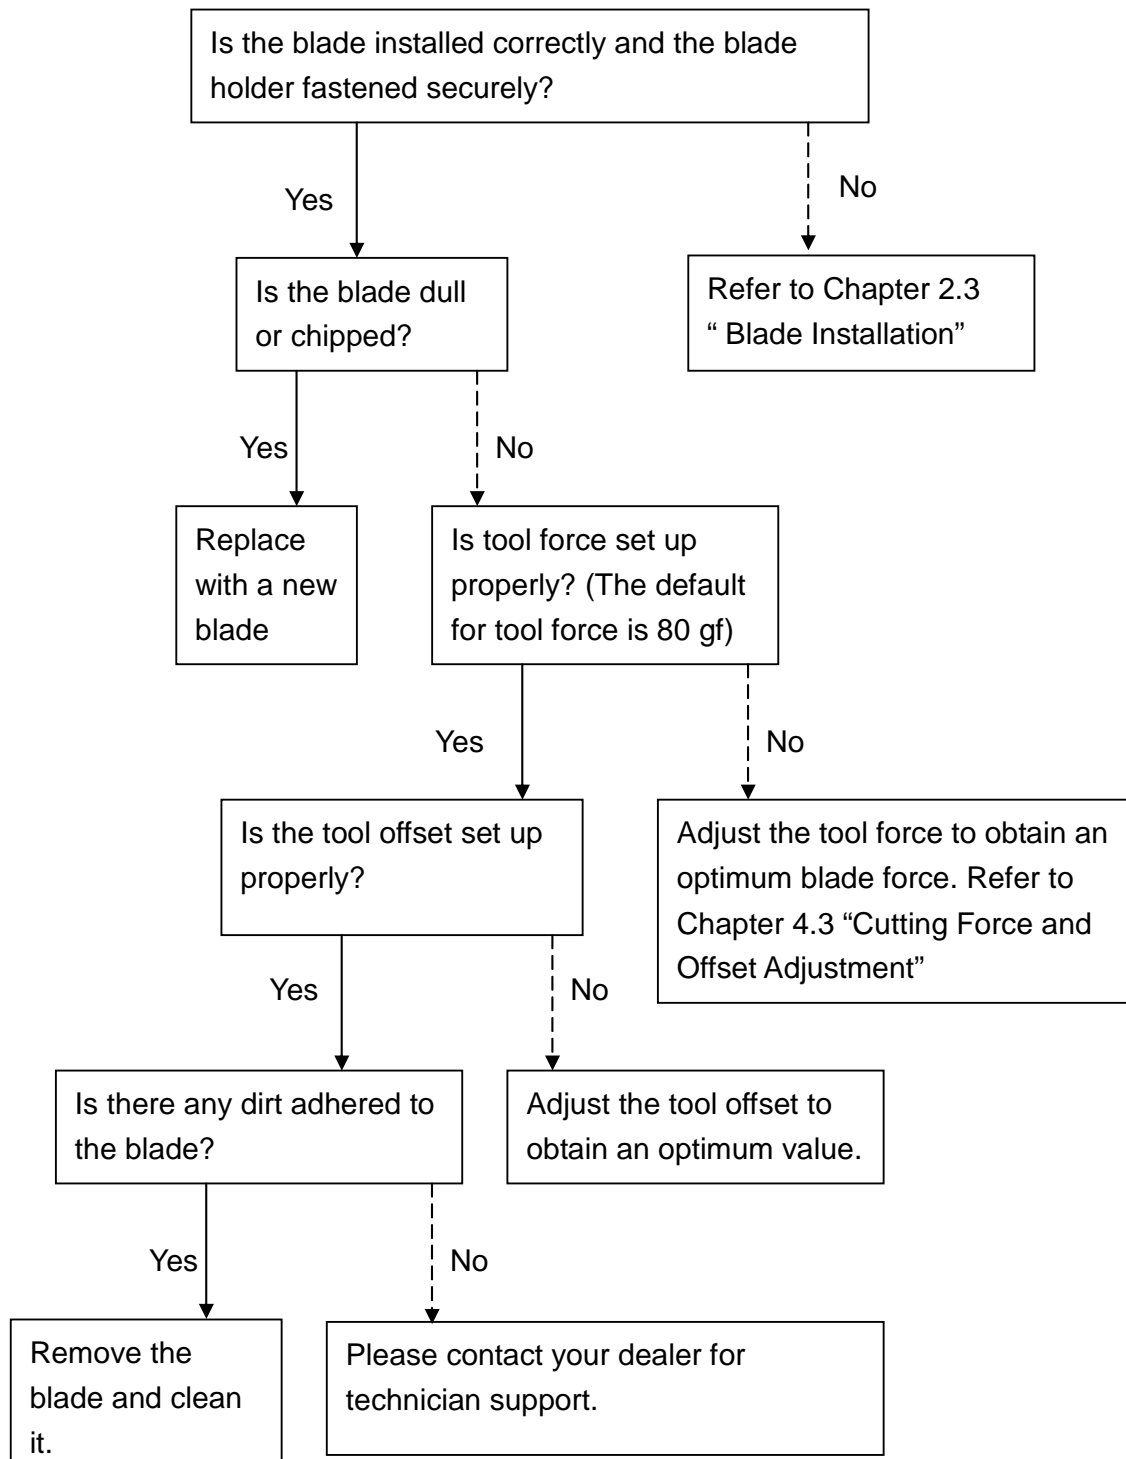 Is the blade installed correctly and the blade
holder fastened securely?
Yes
No
Is the blade dull
or chipped?
Refer to Chapter 2.3
“ Blade Installation”
Yes
No
Replace
with a new
blade
Is tool force set up
properly? (The default
for tool force is 80 gf)
Yes
No
Is the tool offset set up
properly?
Adjust the tool force to obtain an
optimum blade force. Refer to
Chapter 4.3 “Cutting Force and
Offset Adjustment”
Yes
No
Is there any dirt adhered to
the blade?
Adjust the tool offset to
obtain an optimum value.
Yes
No
Remove the
blade and clean
it.
Please contact your dealer for
technician support.